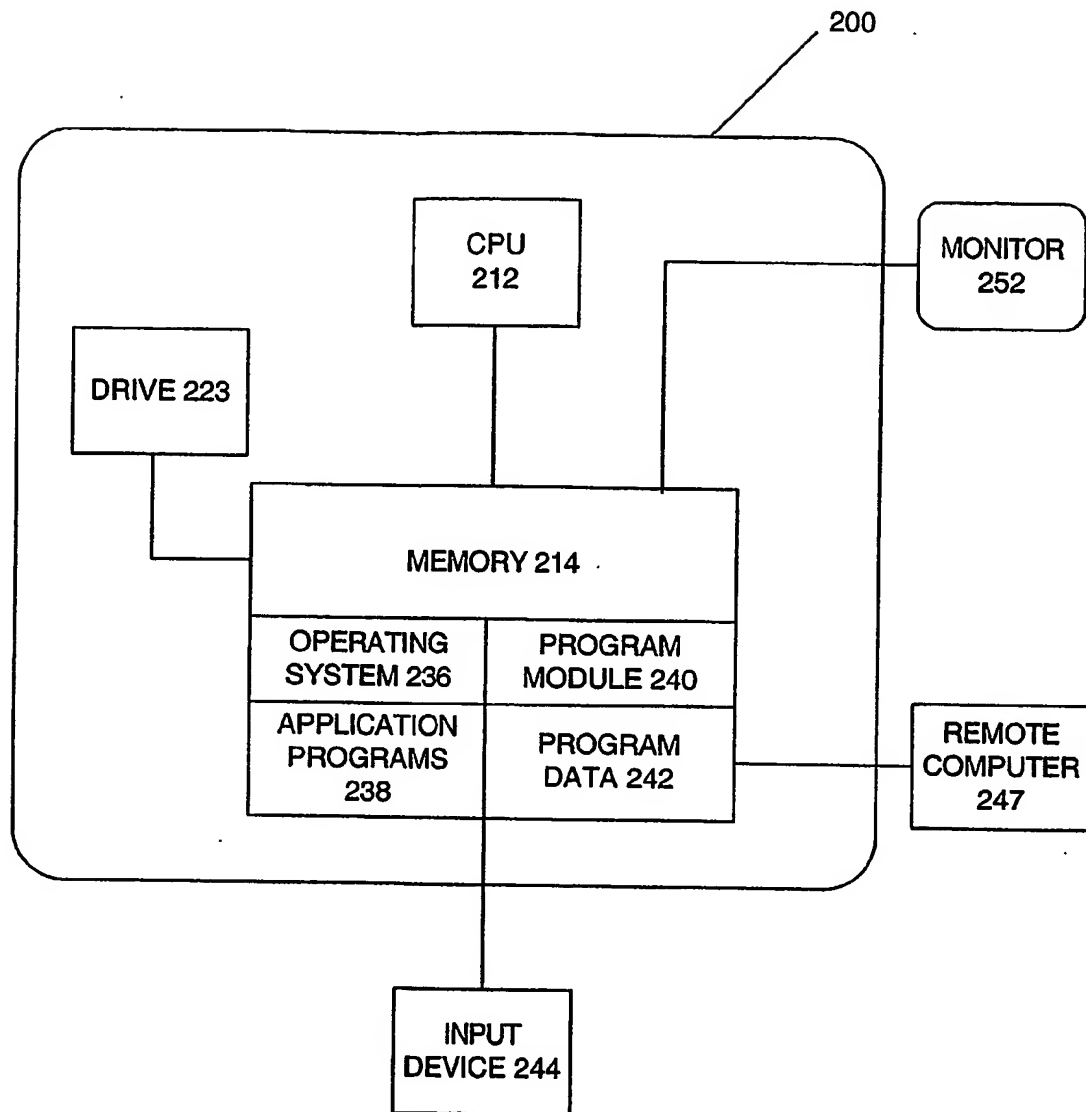 200
CPU
212
MONITOR
252
DRIVE 223
MEMORY 214
OPERATING
SYSTEM 236
PROGRAM
MODULE 240
APPLICATION
PROGRAMS
238
PROGRAM
DATA 242
REMOTE
COMPUTER
247
INPUT
DEVICE 244